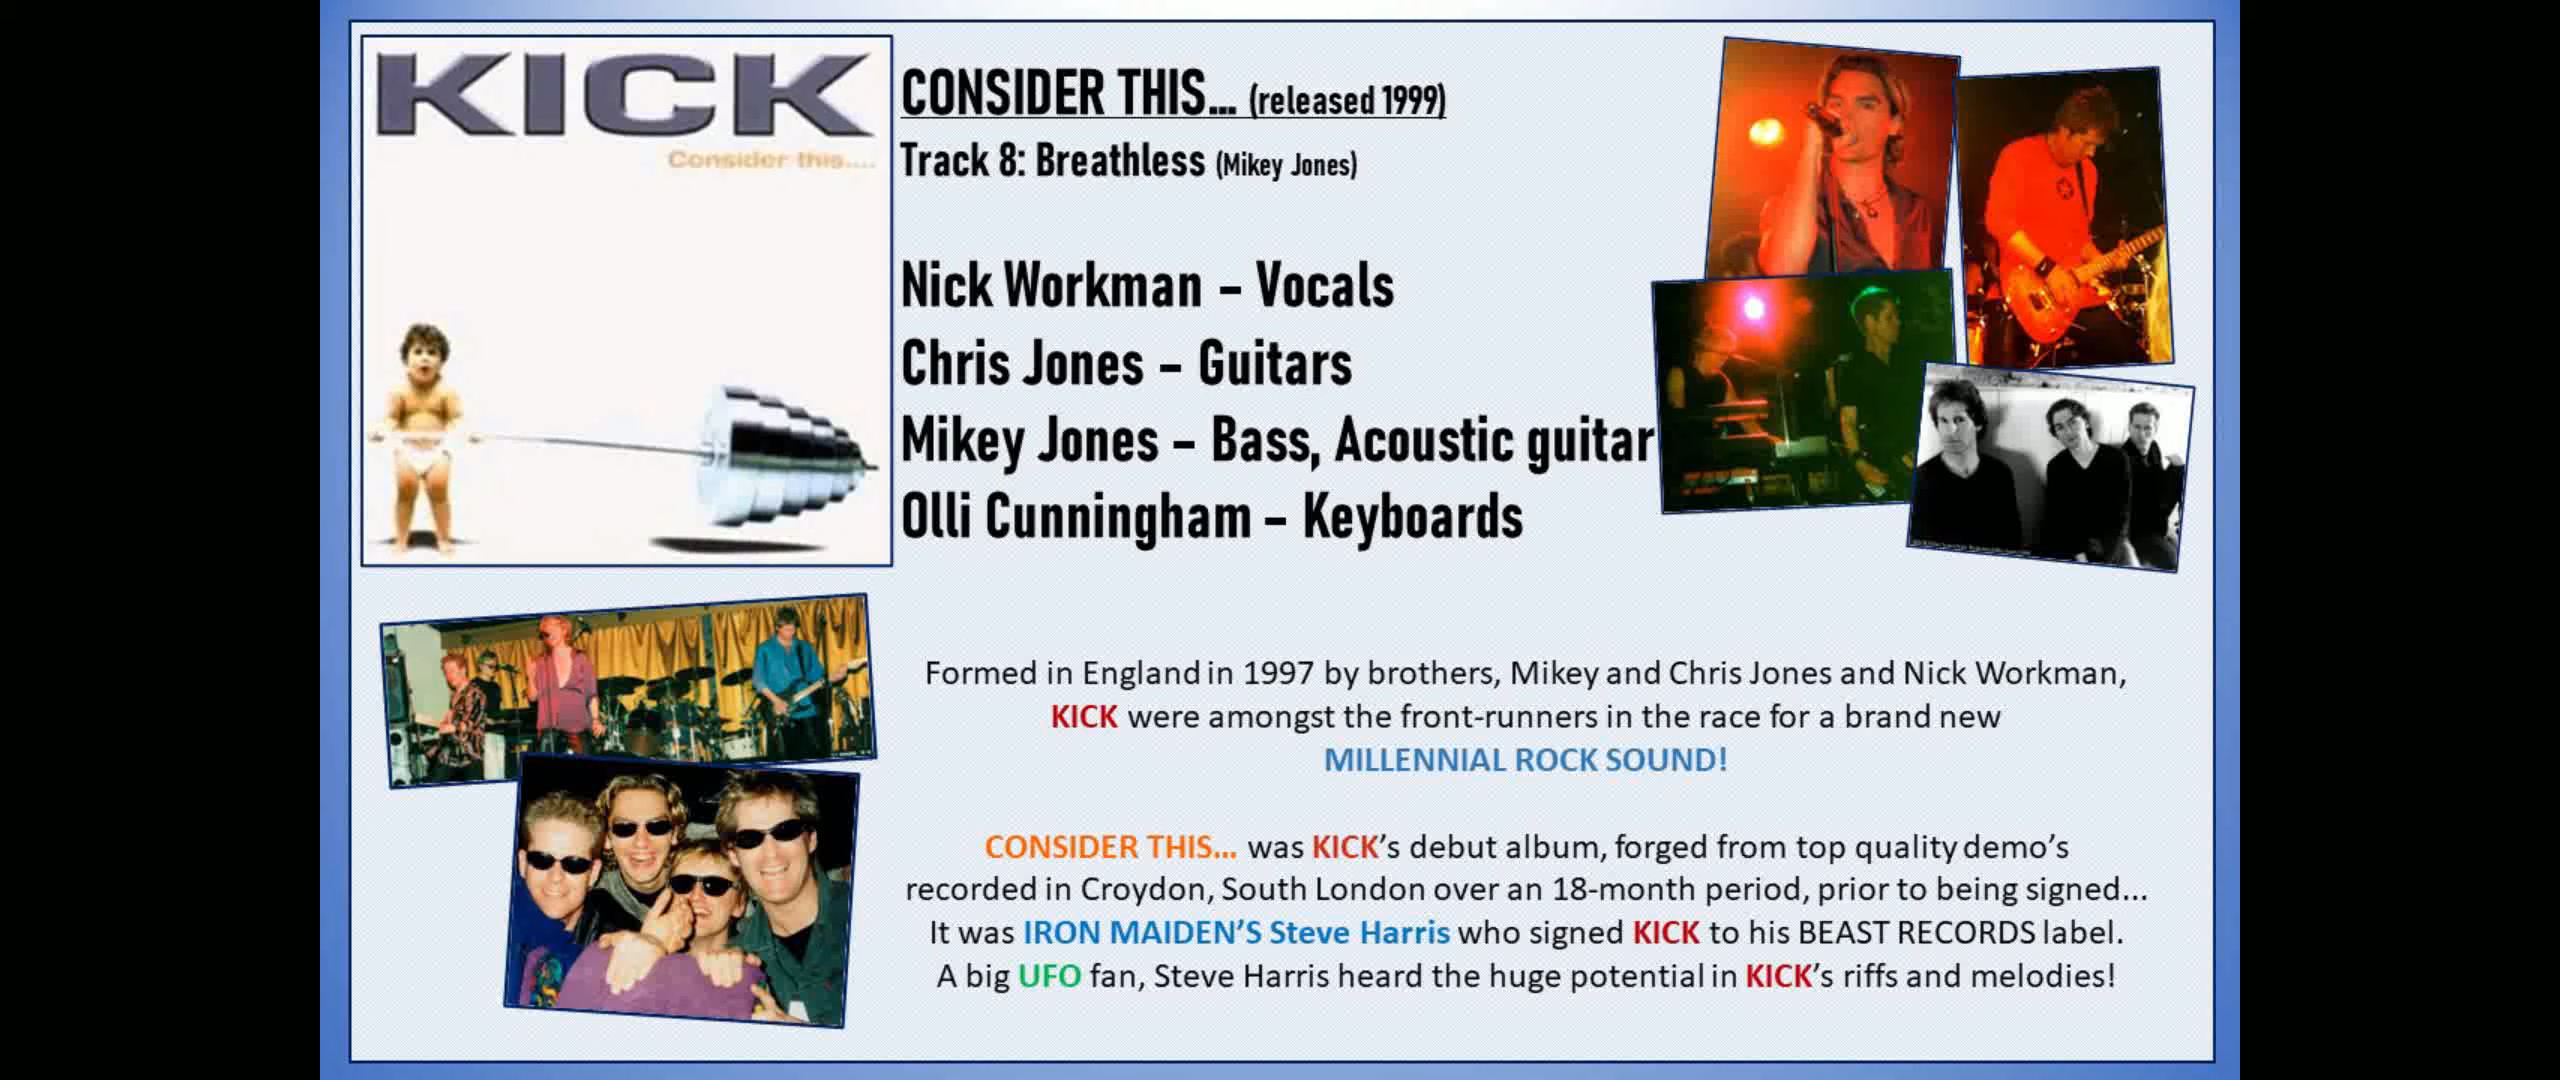 KICK
Consider this....
CONSIDER THIS... (released 1999)
Track 8: Breathless (Mikey Jones)
Nick Workman – Vocals
Chris Jones – Guitars
Mikey Jones – Bass, Acoustic guitar
Olli Cunningham – Keyboards
Formed in England in 1997 by brothers, Mikey and Chris Jones and Nick Workman,
KICK were amongst the front-runners in the race for a brand new
MILLENNIAL ROCK SOUND!
CONSIDER THIS... was KICK’s debut album, forged from top quality demo’s
recorded in Croydon, South London over an 18-month period, prior to being signed...
It was IRON MAIDEN’S Steve Harris who signed KICK to his BEAST RECORDS label.
A big UFO fan, Steve Harris heard the huge potential in KICK’s riffs and melodies!